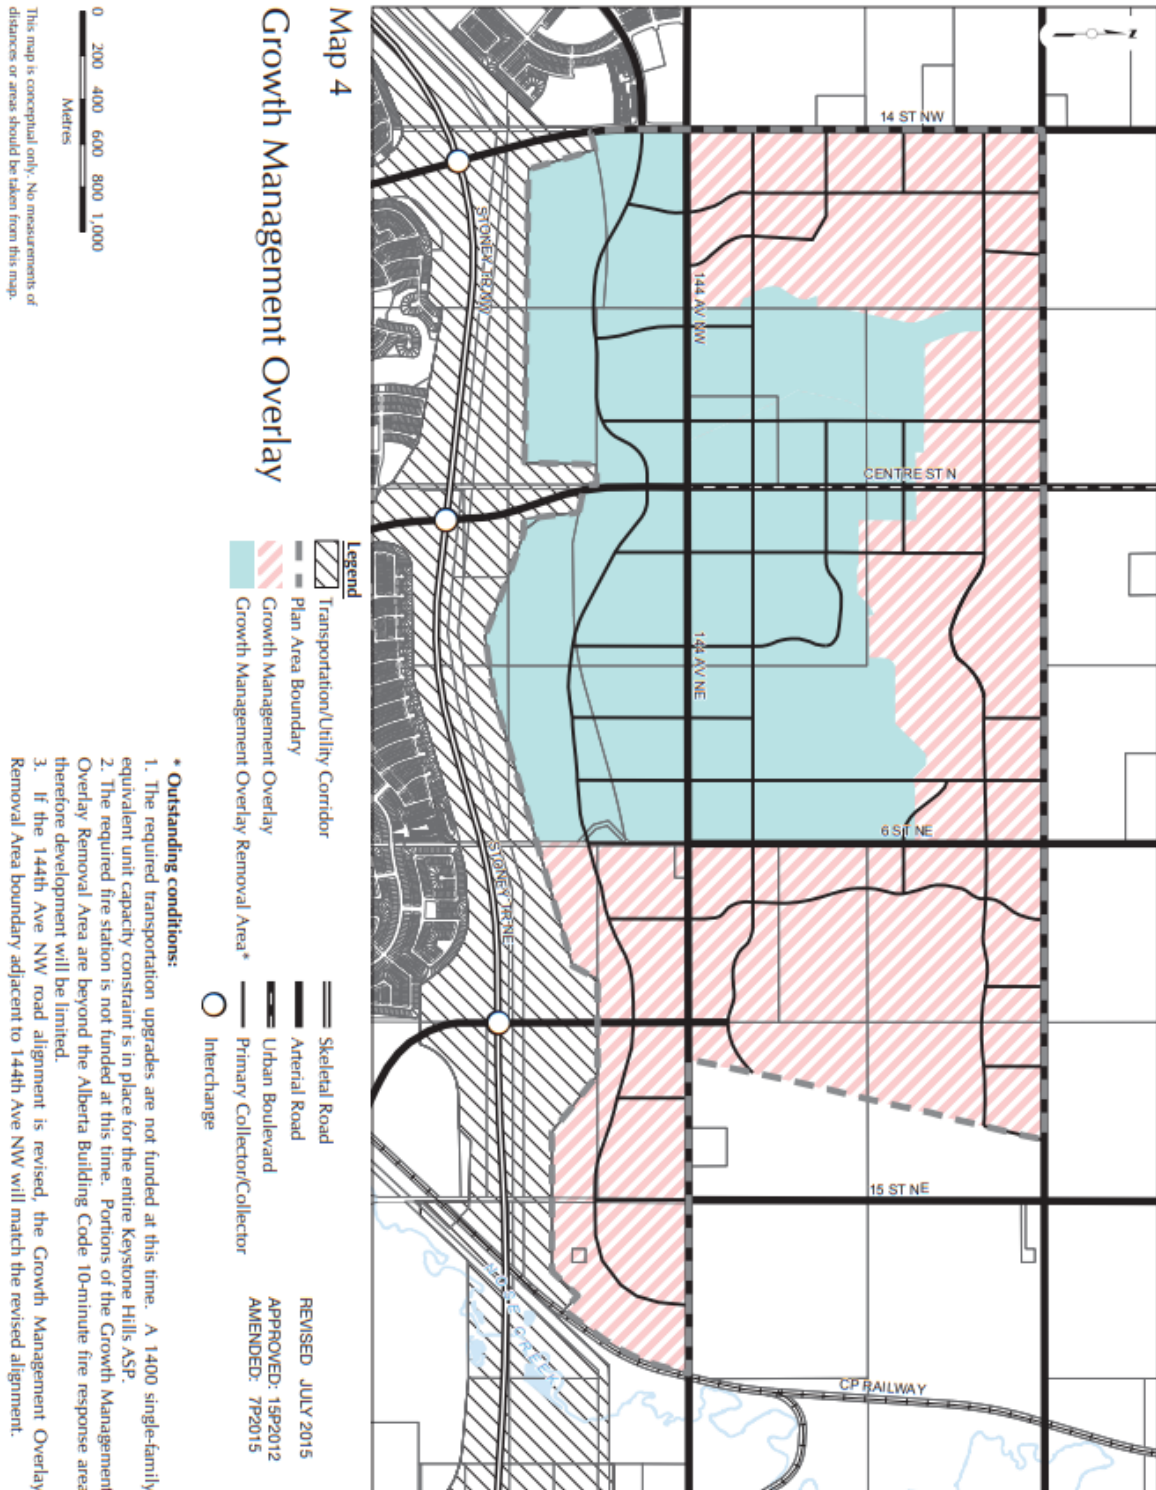 Map 4
Growth Management Overlay
0 200 400 600 800 1,000
Metres
This map is conceptual only. No measurements of
distances or areas should be taken from this map.
N
14 ST NW
STONEY TR NW
144 AV NW
CENTRE ST N
144 AV NE
6 ST NE
STONEY TR NE
15 ST NE
NOSE CREEK
CP RAILWAY
Legend
Transportation/Utility Corridor
Plan Area Boundary
Growth Management Overlay
Growth Management Overlay Removal Area*
Skeletal Road
Arterial Road
Urban Boulevard
Primary Collector/Collector
Interchange
REVISED JULY 2015
APPROVED: 15P2012
AMENDED: 7P2015
* Outstanding conditions:
1. The required transportation upgrades are not funded at this time. A 1400 single-family
equivalent unit capacity constraint is in place for the entire Keystone Hills ASP.
2. The required fire station is not funded at this time. Portions of the Growth Management
Overlay Removal Area are beyond the Alberta Building Code 10-minute fire response area
therefore development will be limited.
3. If the 144th Ave NW road alignment is revised, the Growth Management Overlay
Removal Area boundary adjacent to 144th Ave NW will match the revised alignment.